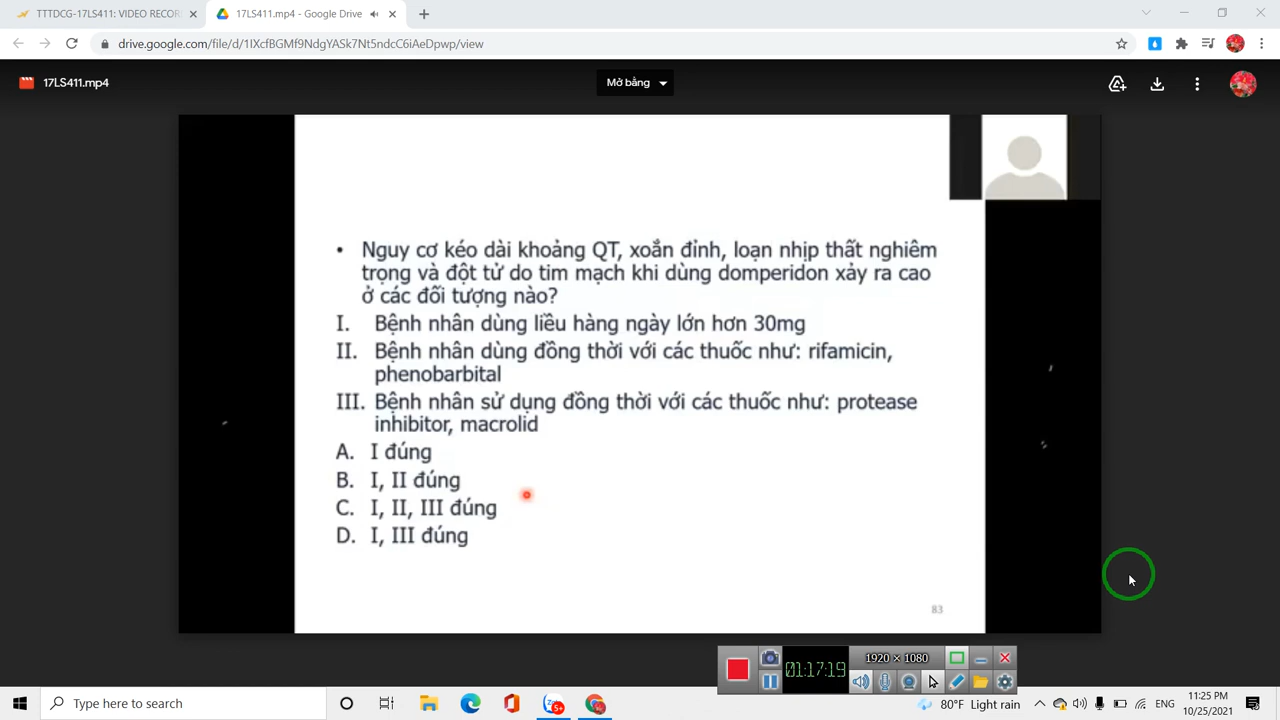 TTTDCG-17LS411: VIDEO RECORD
17LS411.mp4 - Google Drive
drive.google.com/file/d/1IXcfBGMf9NdgYASk7Nt5ndcC6iAeDpwp/view
17LS411.mp4
Mở bằng
• Nguy cơ kéo dài khoảng QT, xoắn đỉnh, loạn nhịp thất nghiêm
trọng và đột tử do tim mạch khi dùng domperidon xảy ra cao
ở các đối tượng nào?
I. Bệnh nhân dùng liều hàng ngày lớn hơn 30mg
II. Bệnh nhân dùng đồng thời với các thuốc như: rifamicin,
phenobarbital
III. Bệnh nhân sử dụng đồng thời với các thuốc như: protease
inhibitor, macrolid
A. I đúng
B. I, II đúng
C. I, II, III đúng
D. I, III đúng
83
1920 × 1080
01:17:19
Type here to search
5+
80°F Light rain
ENG
11:25 PM
10/25/2021